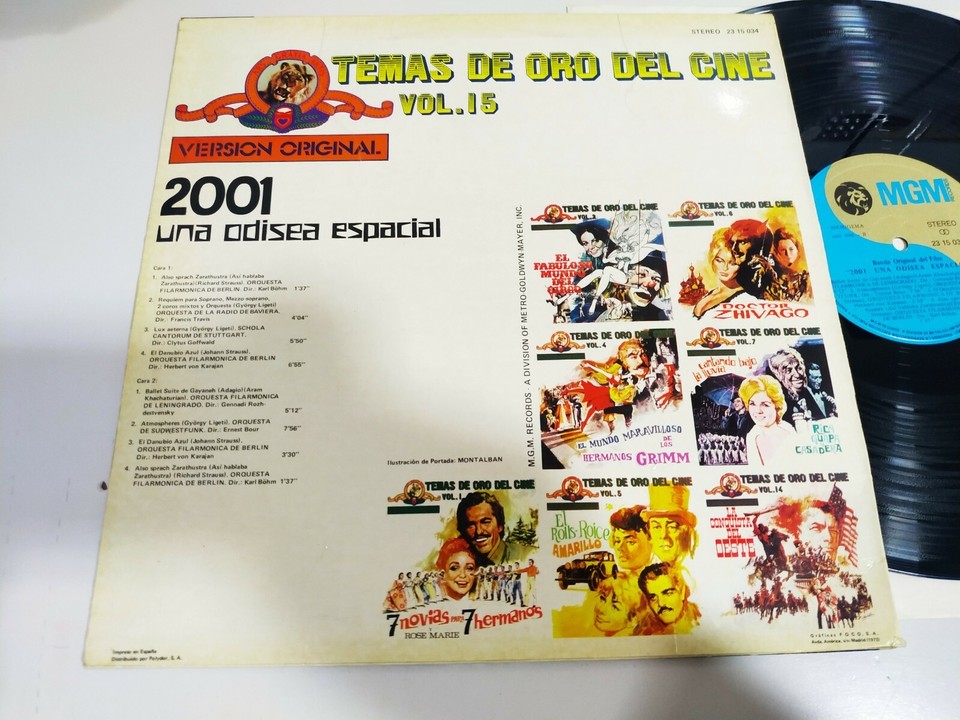 STEREO 23 15 034
TEMAS DE ORO DEL CINE
VOL.15
VERSION ORIGINAL
2001
una odisea espacial
Cara 1:
1. Also sprach Zarathustra (Así hablaba
Zarathustra) (Richard Strauss), ORQUESTA
FILARMONICA DE BERLIN. Dir: Karl Böhm 1'37"
2. Requiem para Soprano, Mezzo-soprano,
2 coros mixtos y Orquesta (György Ligeti)
ORQUESTA DE LA RADIO DE BAVIERA.
Dir.: Francis Travis 4'04"
3. Lux aeterna (György Ligeti). SCHOLA
CANTORUM DE STUTTGART.
Dir.: Clytus Gottwald 5'50"
4. El Danubio Azul (Johann Strauss),
ORQUESTA FILARMONICA DE BERLIN
Dir.: Herbert von Karajan 6'55"
Cara 2:
1. Ballet Suite de Gayaneh (Adagio) (Aram
Khachaturian), ORQUESTA FILARMONICA
DE LENINGRADO. Dir.: Gennadi Rozh-
destvensky 5'12"
2. Atmospheres (György Ligeti), ORQUESTA
DE SUDWESTFUNK. Dir.: Ernest Bour 7'56"
3. El Danubio Azul (Johann Strauss),
ORQUESTA FILARMONICA DE BERLIN
Dir.: Herbert von Karajan 3'30"
4. Also sprach Zarathustra (Así hablaba
Zarathustra) (Richard Strauss), ORQUESTA
FILARMONICA DE BERLIN, Dir.: Karl Böhm 1'37"
Ilustración de Portada: MONTALBAN
M.G.M. RECORDS - A DIVISION OF METRO-GOLDWYN-MAYER, INC.
TEMAS DE ORO DEL CINE
EL
FABULOSO
MUNDO
DEL
TEMAS DE ORO DEL CINE
DOCTOR
ZHIVAGO
TEMAS DE ORO DEL CINE
VOL.4
EL MUNDO MARAVILLOSO
DE LOS
HERMANOS GRIMM
TEMAS DE ORO DEL CINE
VOL.7
cantando bajo
la lluvia
RICA
GUAPA
CASADERA
TEMAS DE ORO DEL CINE
VOL.1
7 novias para 7 hermanos
ROSE MARIE
TEMAS DE ORO DEL CINE
VOL.5
El
Rolls-Roice
AMARILLO
TEMAS DE ORO DEL CINE
VOL.14
LA
CONQUISTA
DEL
OESTE
Impreso en España
Distribuido por Polydor, S. A.
Gráficas FOCO, S.A.
MGM
STEREO
23 15 03
Banda Original del Film
"2001: UNA ODISEA ESPACI